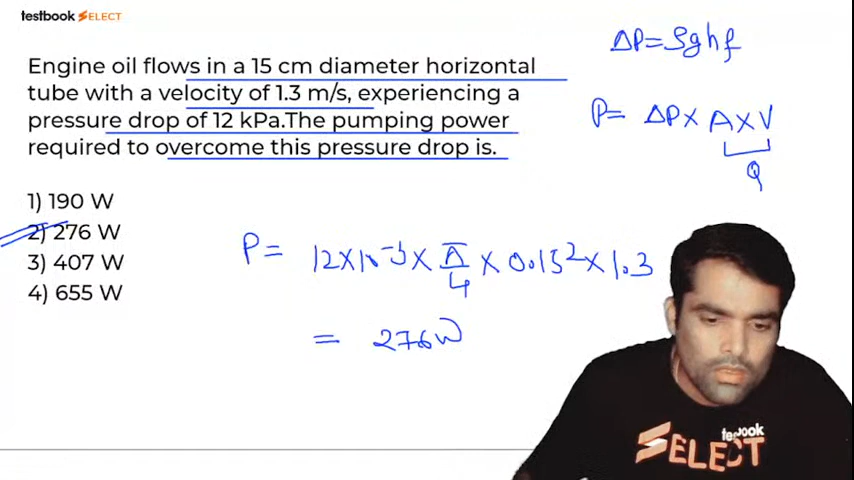 testbook SELECT
ΔP=ρghf
Engine oil flows in a 15 cm diameter horizontal
tube with a velocity of 1.3 m/s, experiencing a
pressure drop of 12 kPa.The pumping power
required to overcome this pressure drop is.
P= ΔP× A×V
Q
1) 190 W
2) 276 W
3) 407 W
4) 655 W
P= 12×10⁻³ × π/4 × 0.15² × 1.3
= 276W
testbook
SELECT